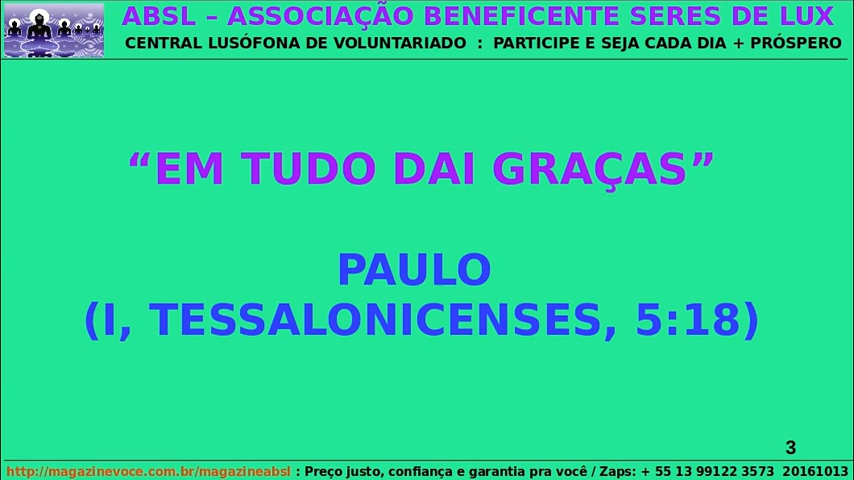 ABSL – ASSOCIAÇÃO BENEFICENTE SERES DE LUX
CENTRAL LUSÓFONA DE VOLUNTARIADO : PARTICIPE E SEJA CADA DIA + PRÓSPERO
“EM TUDO DAI GRAÇAS”
PAULO
(I, TESSALONICENSES, 5:18)
3
http://magazinevoce.com.br/magazineabsl : Preço justo, confiança e garantia pra você / Zaps: + 55 13 99122 3573 20161013